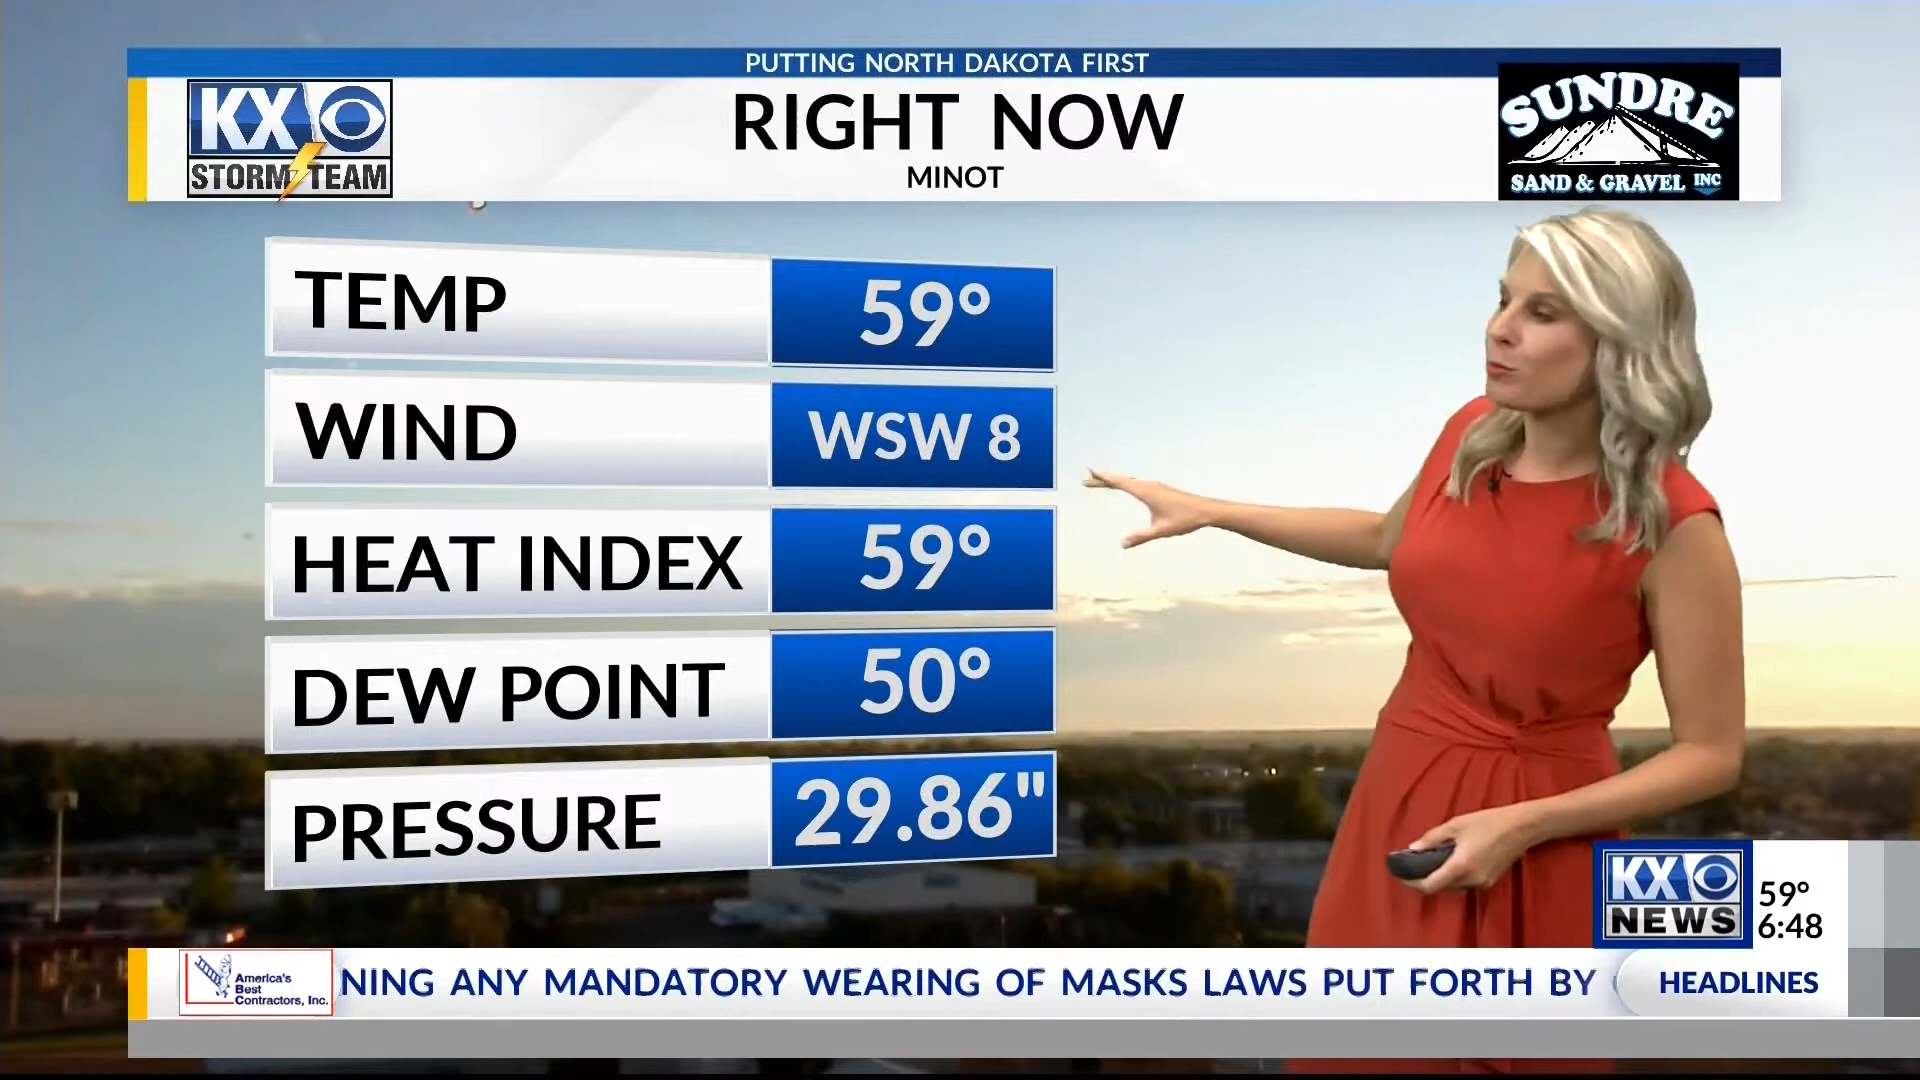 PUTTING NORTH DAKOTA FIRST
KX
STORM TEAM
RIGHT NOW
MINOT
SUNDRE
SAND & GRAVEL INC
TEMP 59°
WIND WSW 8
HEAT INDEX 59°
DEW POINT 50°
PRESSURE 29.86"
KX
NEWS
59°
6:48
America's
Best
Contractors, Inc.
NING ANY MANDATORY WEARING OF MASKS LAWS PUT FORTH BY
HEADLINES